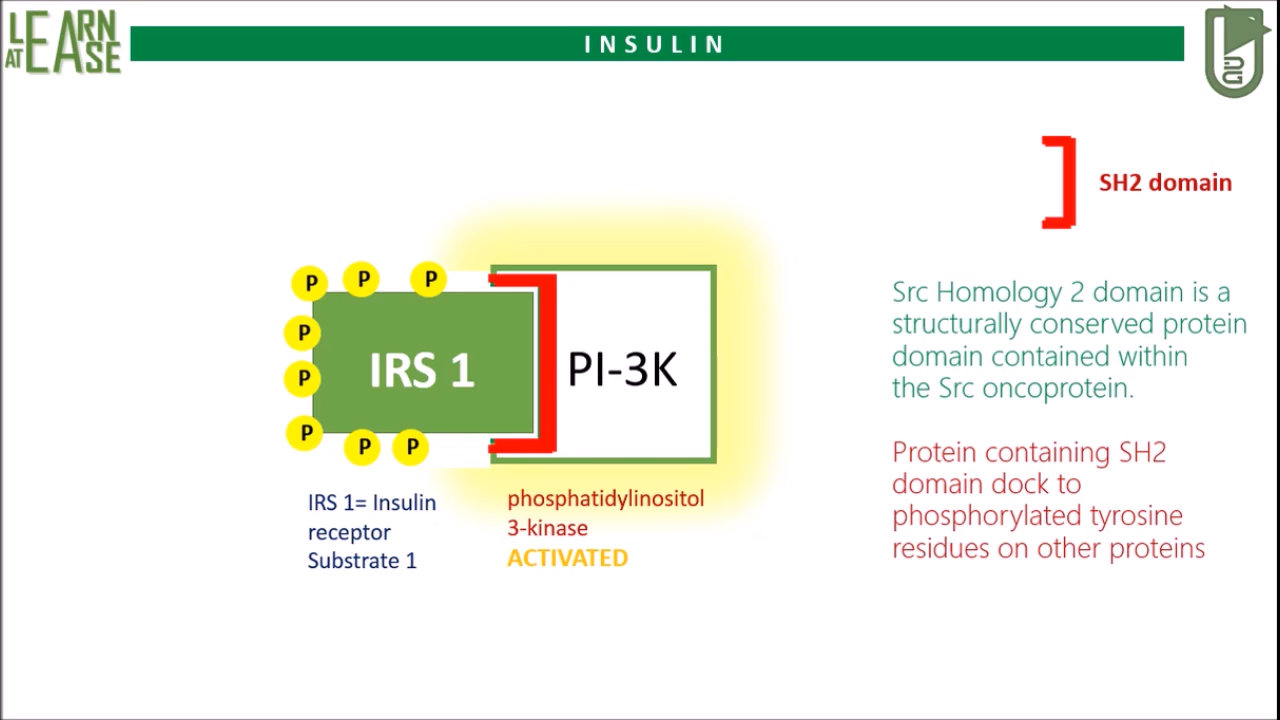 LEARN
AT EASE
INSULIN
SH2 domain
Src Homology 2 domain is a
structurally conserved protein
domain contained within
the Src oncoprotein.
Protein containing SH2
domain dock to
phosphorylated tyrosine
residues on other proteins
P P P
P
P
P P P
IRS 1
PI-3K
IRS 1= Insulin
receptor
Substrate 1
phosphatidylinositol
3-kinase
ACTIVATED
QIU